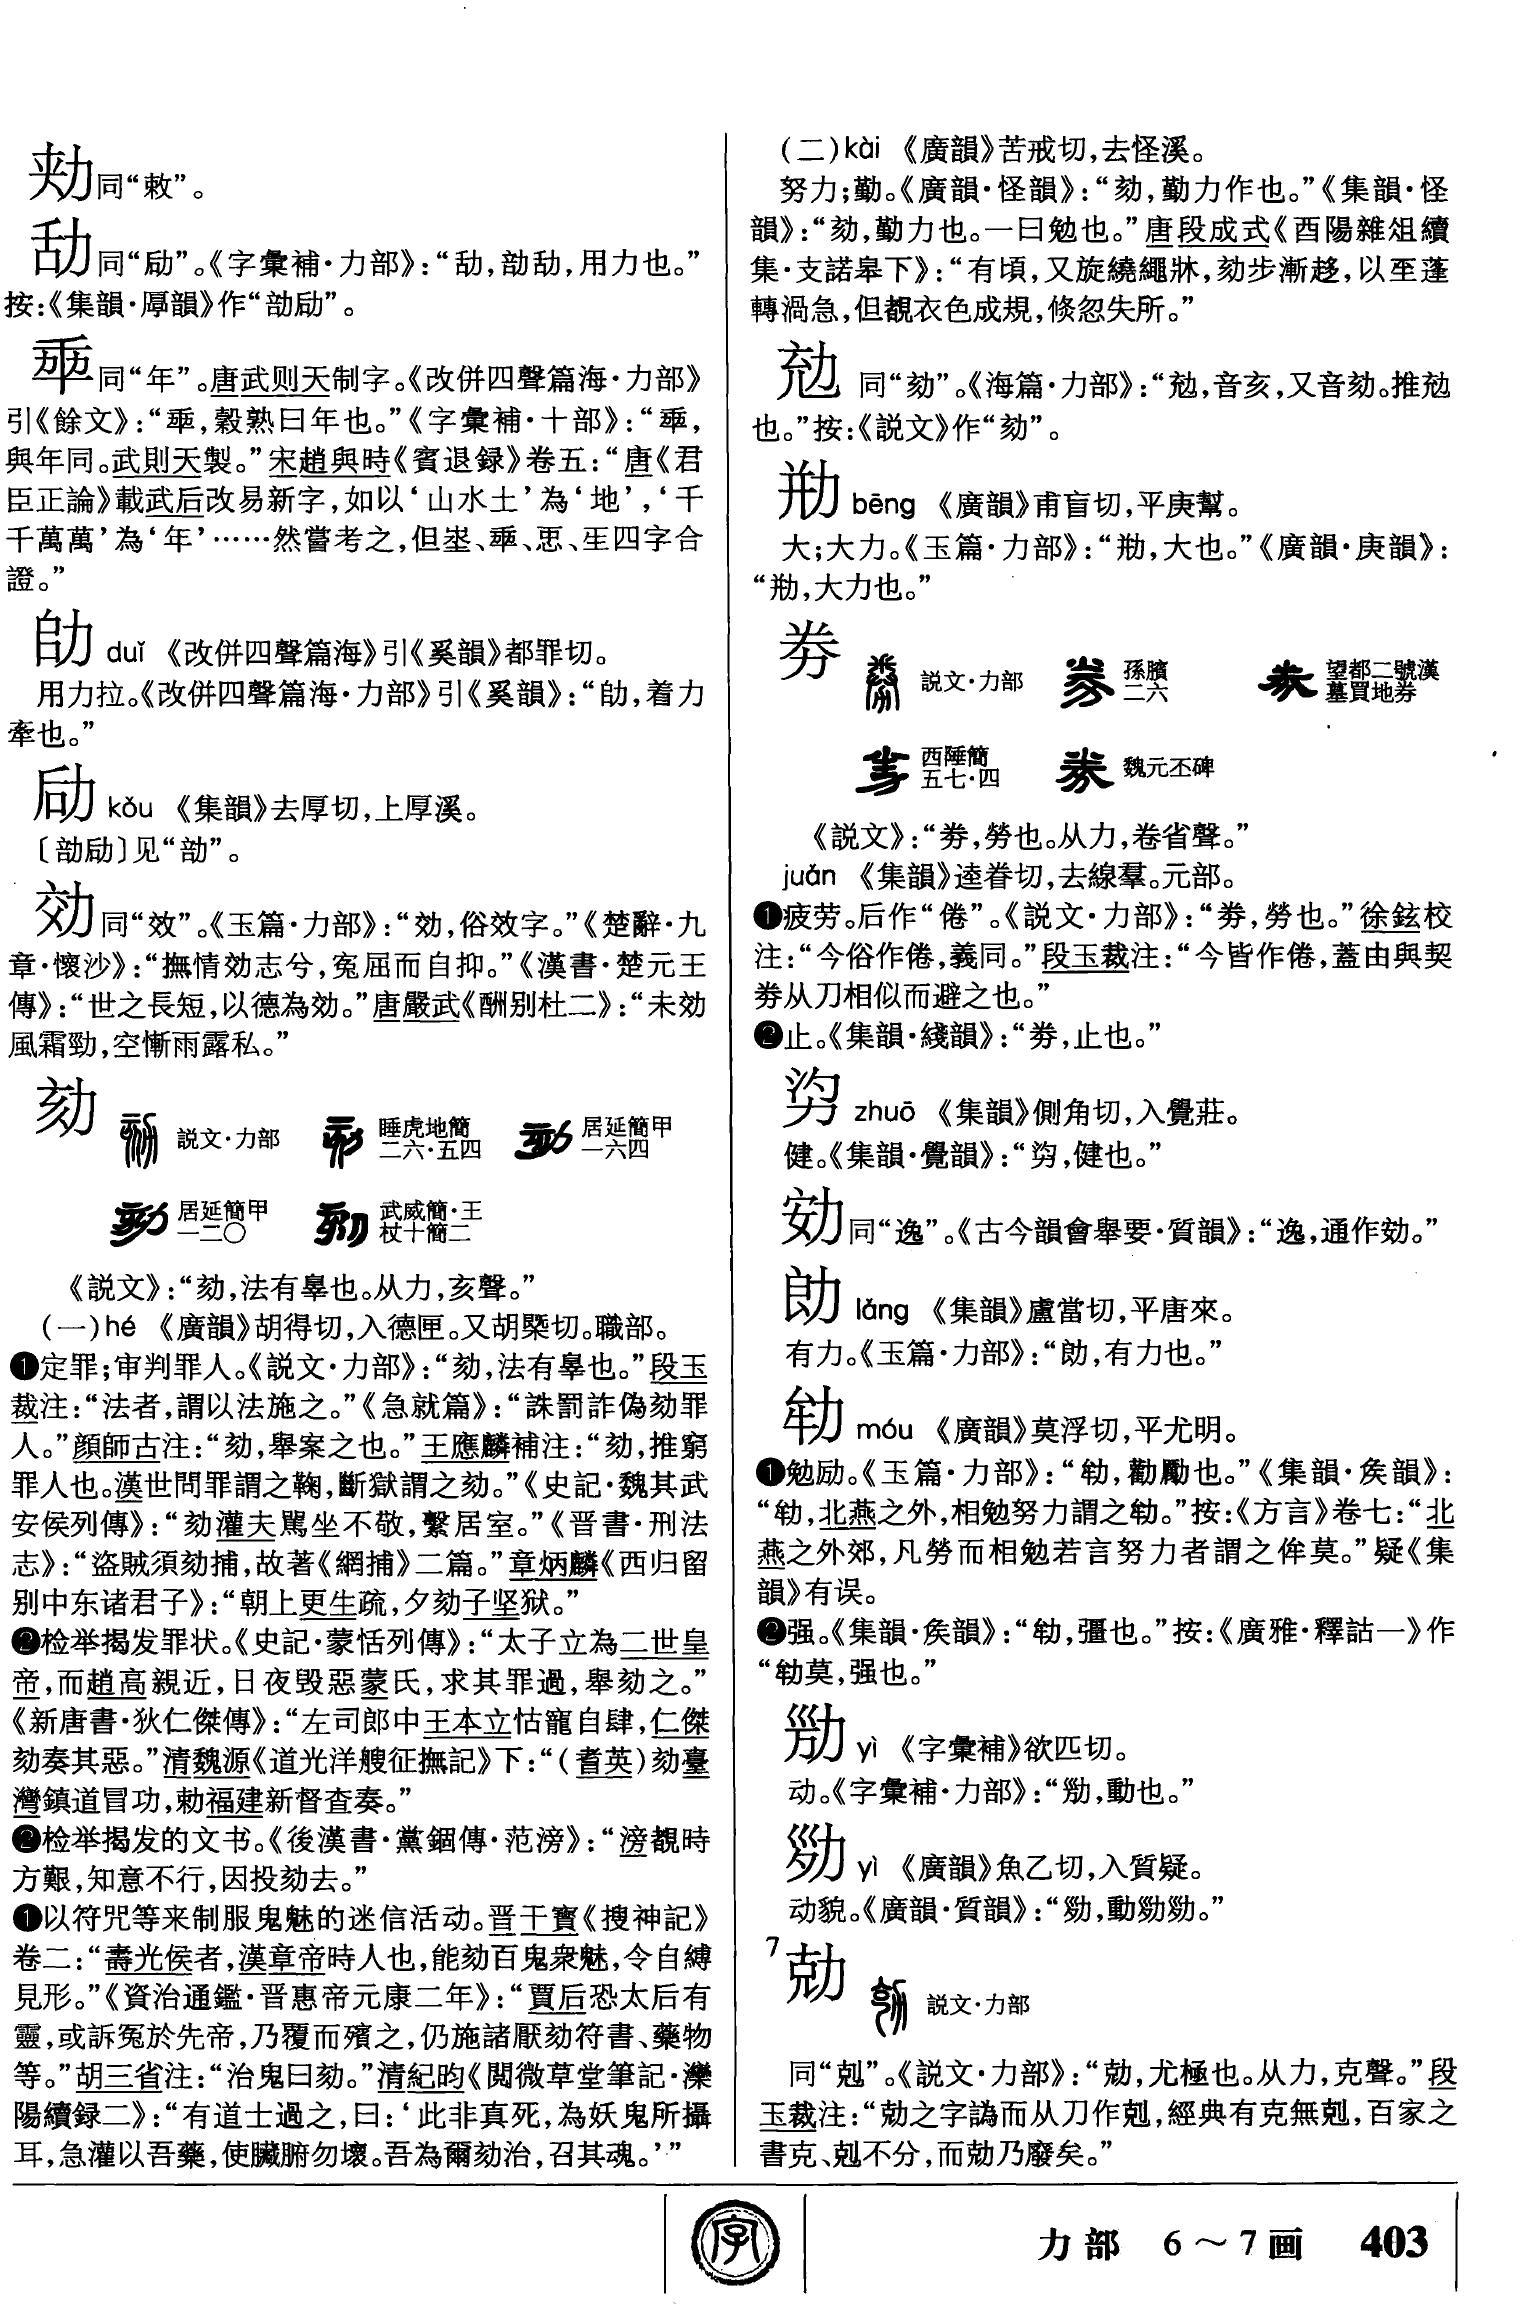 同“敕”。
同“励”。《字彙補·力部》：“刮，劶刮，用力也。”
按：《集韻·厚韻》作“劶劤”。
同“年”。唐武则天制字。《改併四聲篇海·力部》
引《餘文》：“𠡦，穀熟曰年也。”《字彙補·十部》：“𠡦，
與年同。武則天製。”宋趙與時《賓退録》卷五：“唐《君
臣正論》載武后改易新字，如以‘山水土’為‘地’，‘千
千萬萬’為‘年’……然嘗考之，但埊、𠡦、𢘑、𤯔四字合
證。”
duǐ 《改併四聲篇海》引《奚韻》都罪切。
用力拉。《改併四聲篇海·力部》引《奚韻》：“，着力
牽也。”
kǒu 《集韻》去厚切，上厚溪。
见“劶”。
効同“效”。《玉篇·力部》：“効，俗效字。”《楚辭·九
章·懷沙》：“撫情効志兮，冤屈而自抑。”《漢書·楚元王
傳》：“世之長短，以德為効。”唐嚴武《酬别杜二》：“未効
風霜勁，空慚雨露私。”
劾 説文·力部 睡虎地簡二六·五四 居延簡甲一六四
居延簡甲一二〇 武威簡·王杖十簡二
《説文》：“劾，法有辠也。从力，亥聲。”
(一)hé 《廣韻》胡得切，入德匣。又胡槩切。職部。
❶定罪；审判罪人。《説文·力部》：“劾，法有辠也。”段玉
裁注：“法者，謂以法施之。”《急就篇》：“誅罰詐偽劾罪
人。”顔師古注：“劾，舉案之也。”王應麟補注：“劾，推窮
罪人也。漢世問罪謂之鞠，斷獄謂之劾。”《史記·魏其武
安侯列傳》：“劾灌夫駡坐不敬，繫居室。”《晋書·刑法
志》：“盜賊須劾捕，故著《網捕》二篇。”章炳麟《西归留
别中东诸君子》：“朝上更生疏，夕劾子坚狱。”
❷检举揭发罪状。《史記·蒙恬列傳》：“太子立為二世皇
帝，而趙高親近，日夜毁惡蒙氏，求其罪過，舉劾之。”
《新唐書·狄仁傑傳》：“左司郎中王本立怙寵自肆，仁傑
劾奏其惡。”清魏源《道光洋艘征撫記》下：“(耆英)劾臺
灣鎮道冒功，勅福建新督查奏。”
❷检举揭发的文书。《後漢書·黨錮傳·范滂》：“滂覩時
方艱，知意不行，因投劾去。”
❶以符咒等来制服鬼魅的迷信活动。晋干寳《搜神記》
卷二：“壽光侯者，漢章帝時人也，能劾百鬼衆魅，令自縛
見形。”《資治通鑑·晋惠帝元康二年》：“賈后恐太后有
靈，或訴冤於先帝，乃覆而殯之，仍施諸厭劾符書、藥物
等。”胡三省注：“治鬼曰劾。”清紀昀《閲微草堂筆記·灤
陽續録二》：“有道士過之，曰：‘此非真死，為妖鬼所攝
耳，急灌以吾藥，使臟腑勿壞。吾為爾劾治，召其魂。’”
(二)kài 《廣韻》苦戒切，去怪溪。
努力；勤。《廣韻·怪韻》：“劾，勤力作也。”《集韻·怪
韻》：“劾，勤力也。一曰勉也。”唐段成式《酉陽雜俎續
集·支諾皋下》：“有頃，又旋繞繩牀，劾步漸趍，以至蓬
轉渦急，但覩衣色成規，倐忽失所。”
同“劾”。《海篇·力部》：“，音亥，又音劾。推
也。”按：《説文》作“劾”。
bēng 《廣韻》甫盲切，平庚幫。
大；大力。《玉篇·力部》：“，大也。”《廣韻·庚韻》：
“，大力也。”
劵 説文·力部 孫臏二六 望都二號漢墓買地券
西陲簡五七·四 魏元丕碑
《説文》：“劵，勞也。从力，卷省聲。”
juǎn 《集韻》逵眷切，去線羣。元部。
❶疲劳。后作“倦”。《説文·力部》：“劵，勞也。”徐鉉校
注：“今俗作倦，義同。”段玉裁注：“今皆作倦，蓋由與契
券从刀相似而避之也。”
❷止。《集韻·綫韻》：“劵，止也。”
zhuō 《集韻》側角切，入覺莊。
健。《集韻·覺韻》：“，健也。”
同“逸”。《古今韻會舉要·質韻》：“逸，通作。”
lǎng 《集韻》盧當切，平唐來。
有力。《玉篇·力部》：“，有力也。”
劺 móu 《廣韻》莫浮切，平尤明。
❶勉励。《玉篇·力部》：“劺，勸勵也。”《集韻·矦韻》：
“劺，北燕之外，相勉努力謂之劺。”按：《方言》卷七：“北
燕之外郊，凡勞而相勉若言努力者謂之侔莫。”疑《集
韻》有误。
❷强。《集韻·矦韻》：“劺，彊也。”按：《廣雅·釋詁一》作
“劺莫，强也。”
yì 《字彙補》欲匹切。
动。《字彙補·力部》：“，動也。”
yì 《廣韻》魚乙切，入質疑。
动貌。《廣韻·質韻》：“，動。”
7
勀 説文·力部
同“剋”。《説文·力部》：“勀，尤極也。从力，克聲。”段
玉裁注：“勀之字譌而从刀作剋，經典有克無剋，百家之
書克、剋不分，而勀乃廢矣。”
字 力部 6～7画 403